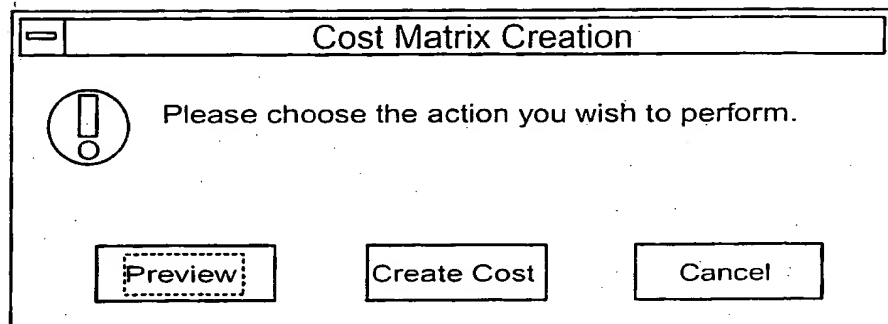 Cost Matrix Creation
Please choose the action you wish to perform.
Preview Create Cost Cancel